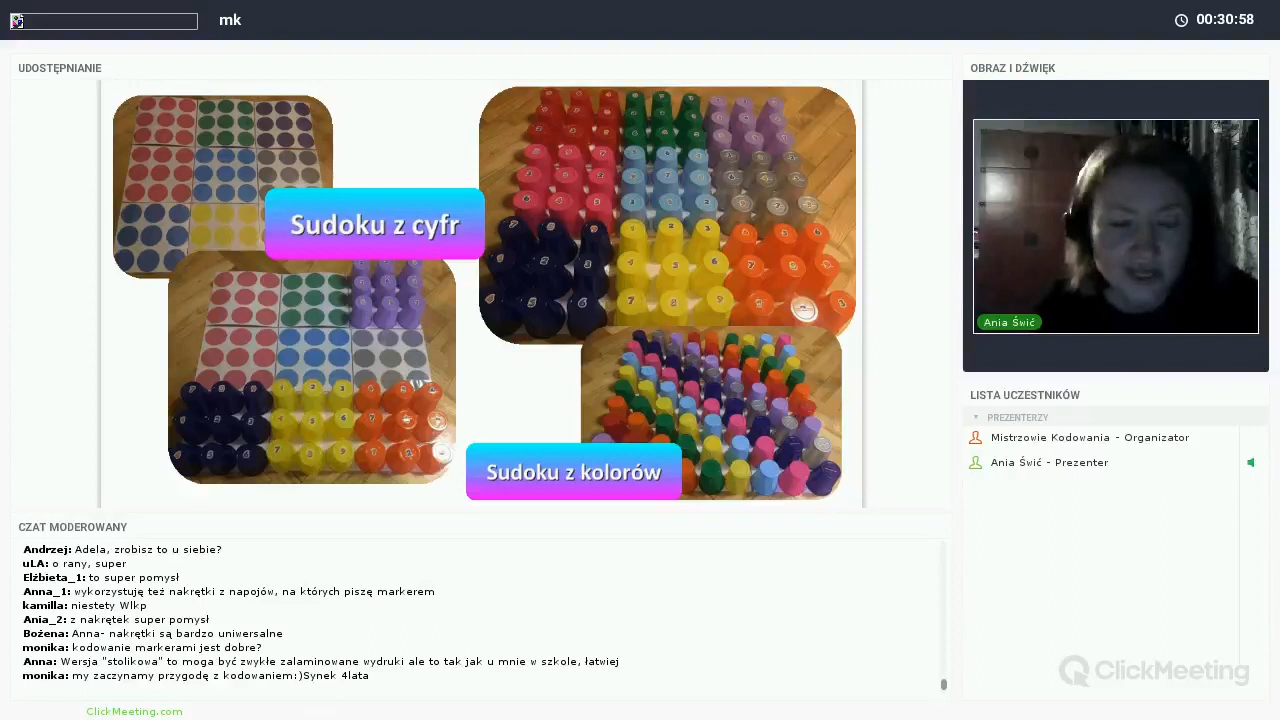 mk
00:30:58
UDOSTĘPNIANIE
Sudoku z cyfr
Sudoku z kolorów
OBRAZ I DŹWIĘK
Ania Świć
LISTA UCZESTNIKÓW
PREZENTERZY
Mistrzowie Kodowania - Organizator
Ania Świć - Prezenter
CZAT MODEROWANY
Andrzej: Adela, zrobisz to u siebie?
uLA: o rany, super
Elżbieta_1: to super pomysł
Anna_1: wykorzystuję też nakrętki z napojów, na których piszę markerem
kamilla: niestety Wlkp
Ania_2: z nakrętek super pomysł
Bożena: Anna- nakrętki są bardzo uniwersalne
monika: kodowanie markerami jest dobre?
Anna: Wersja "stolikowa" to moga być zwykłe zalaminowane wydruki ale to tak jak u mnie w szkole, łatwiej
monika: my zaczynamy przygodę z kodowaniem:)Synek 4lata
ClickMeeting
ClickMeeting.com